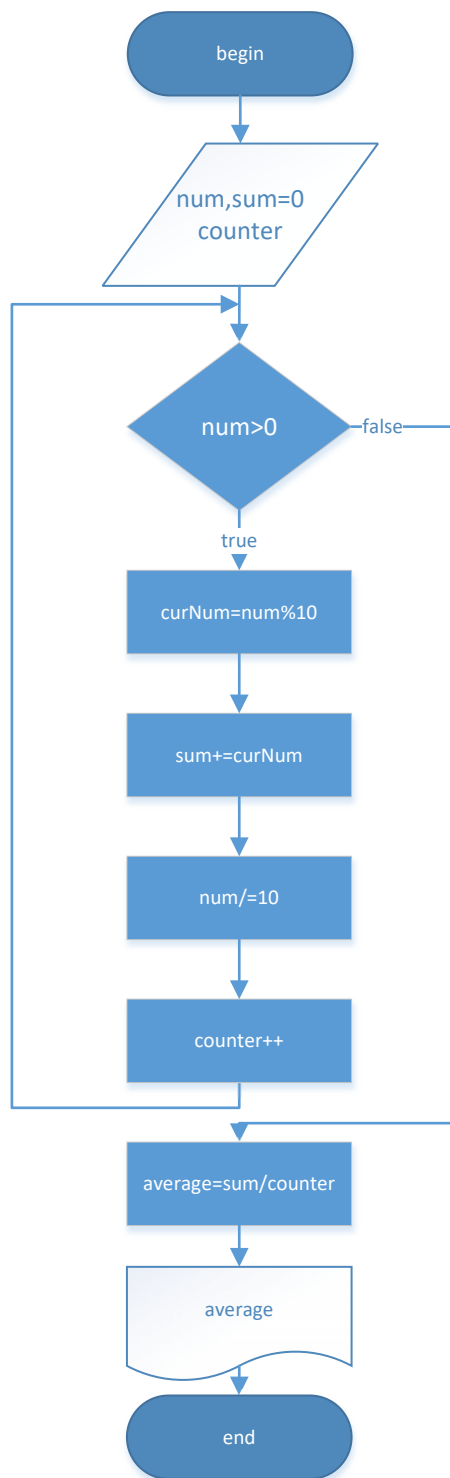 begin
num,sum=0
counter
num>0
false
true
curNum=num%10
sum+=curNum
num/=10
counter++
average=sum/counter
average
end